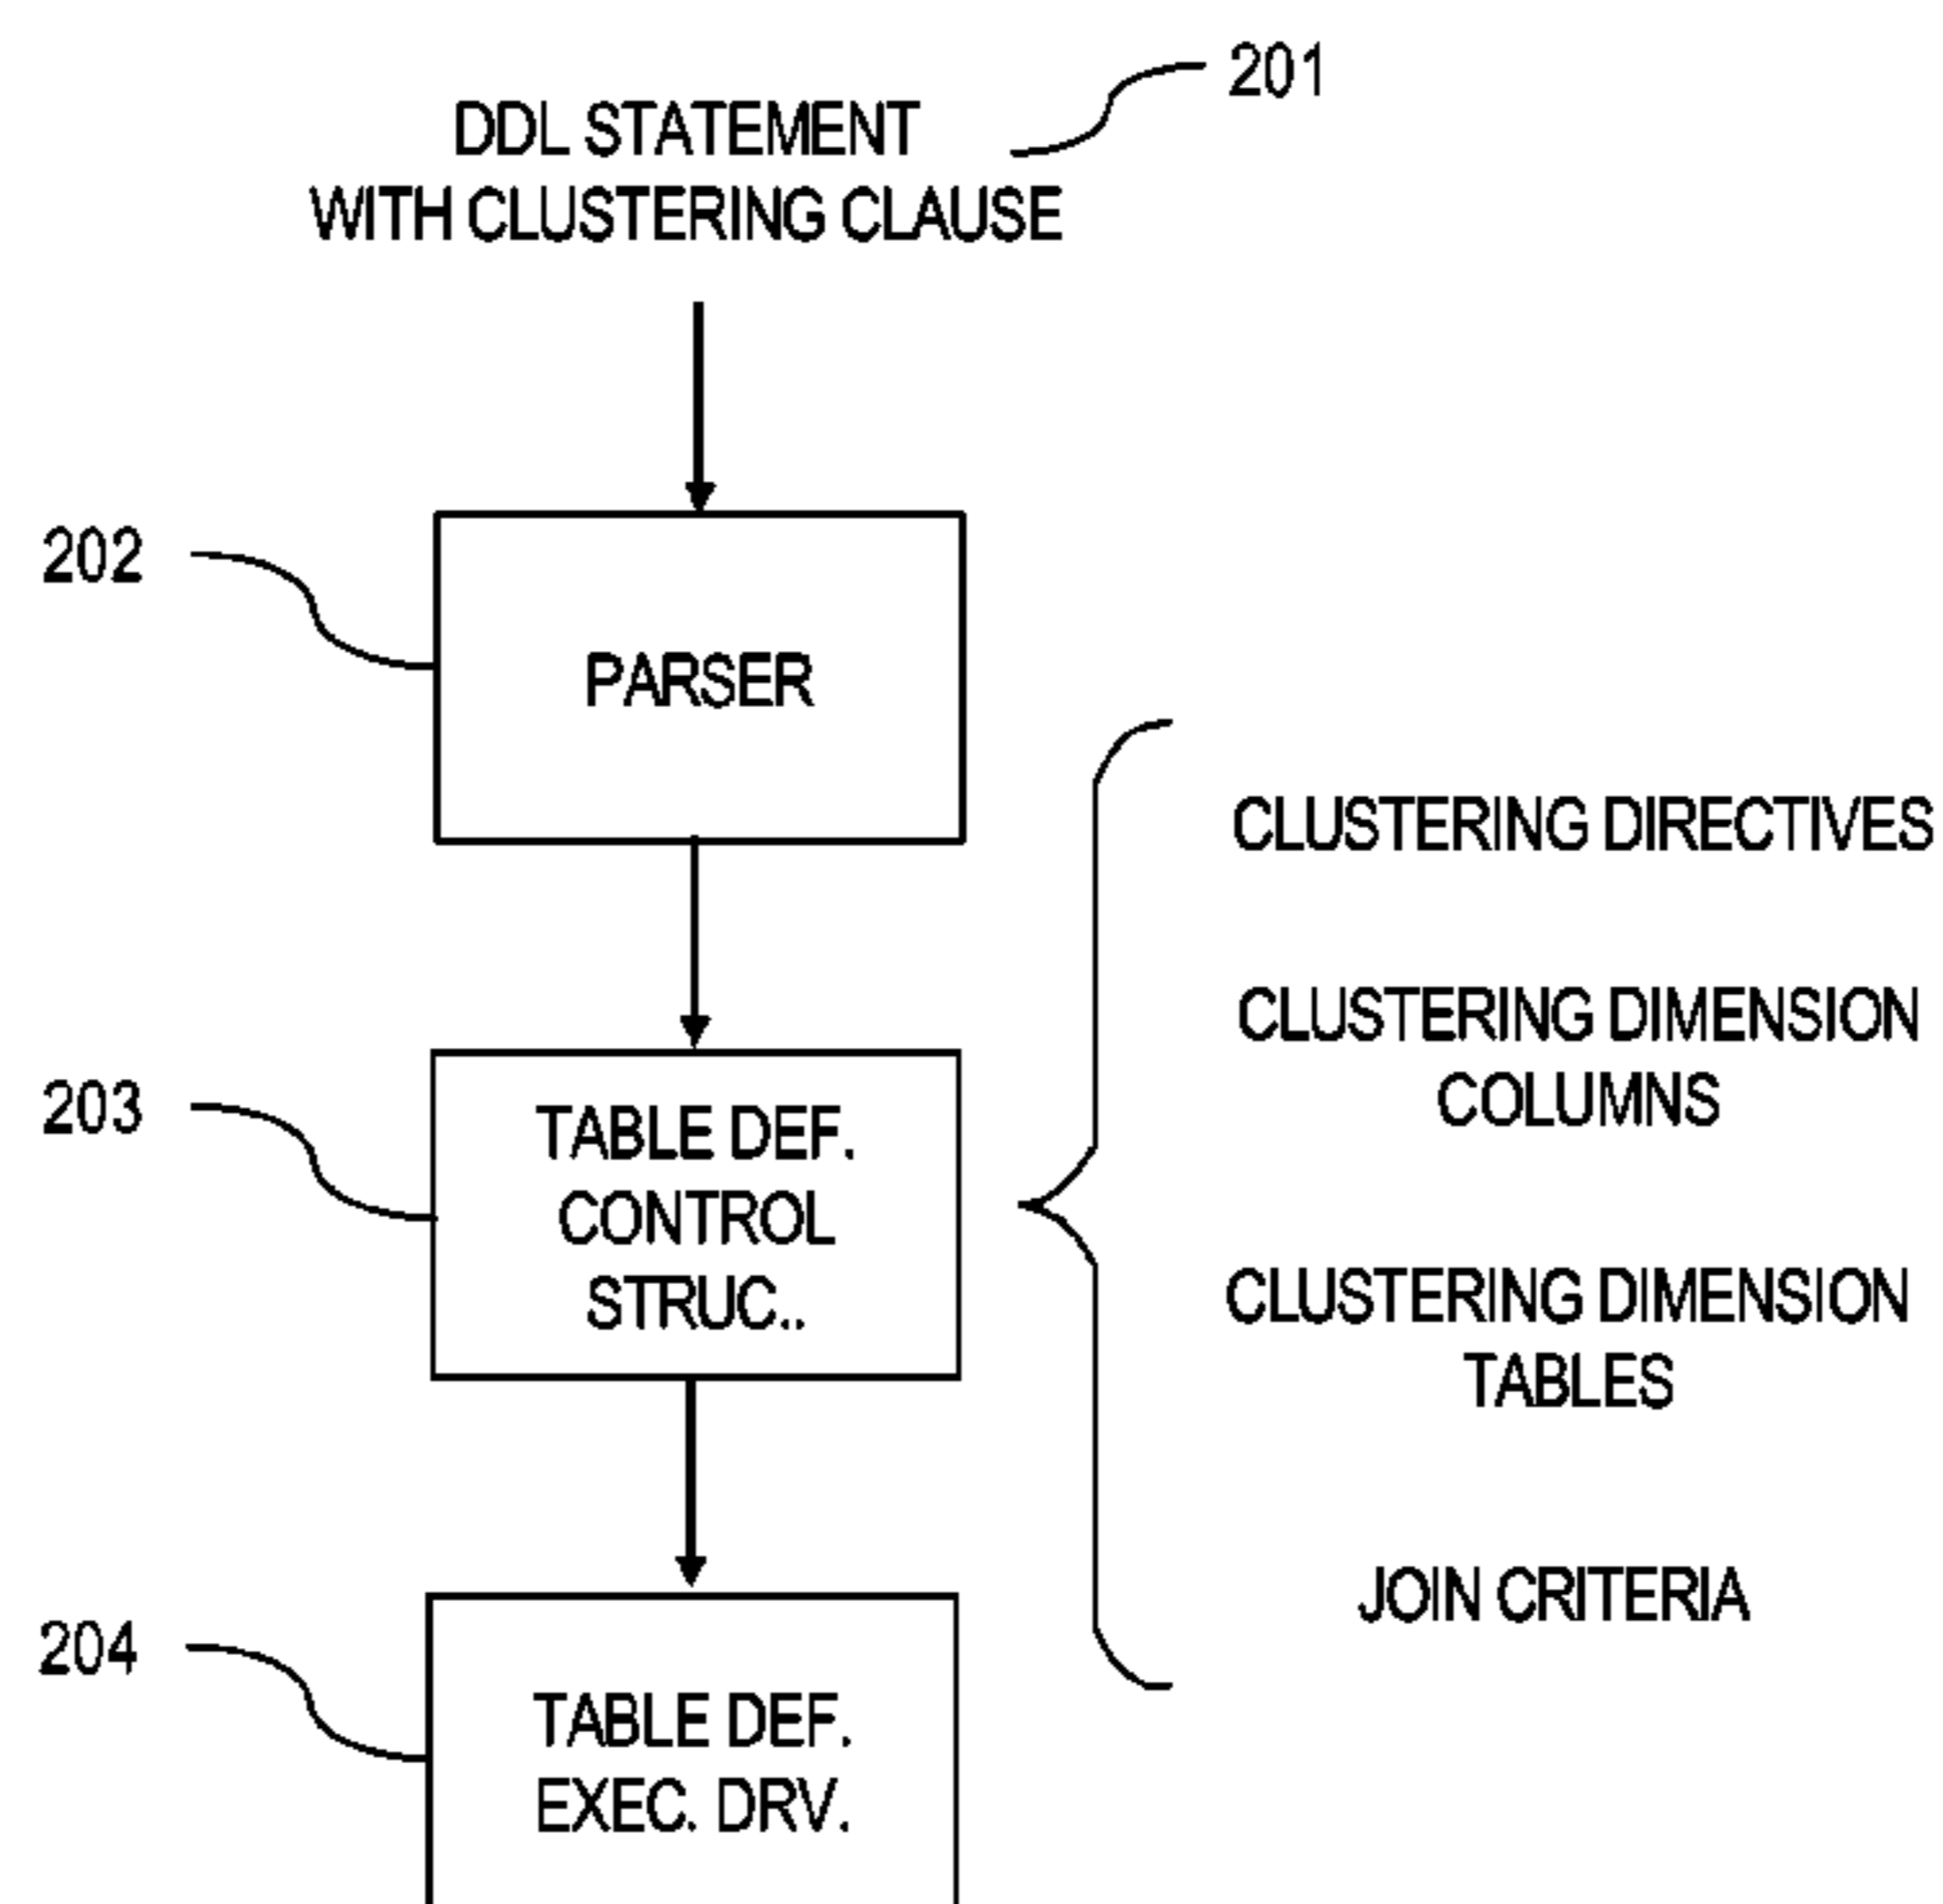 201
DDL STATEMENT
WITH CLUSTERING CLAUSE
202
PARSER
CLUSTERING DIRECTIVES
CLUSTERING DIMENSION
COLUMNS
203
TABLE DEF.
CONTROL
STRUC..
CLUSTERING DIMENSION
TABLES
JOIN CRITERIA
204
TABLE DEF.
EXEC. DRV.